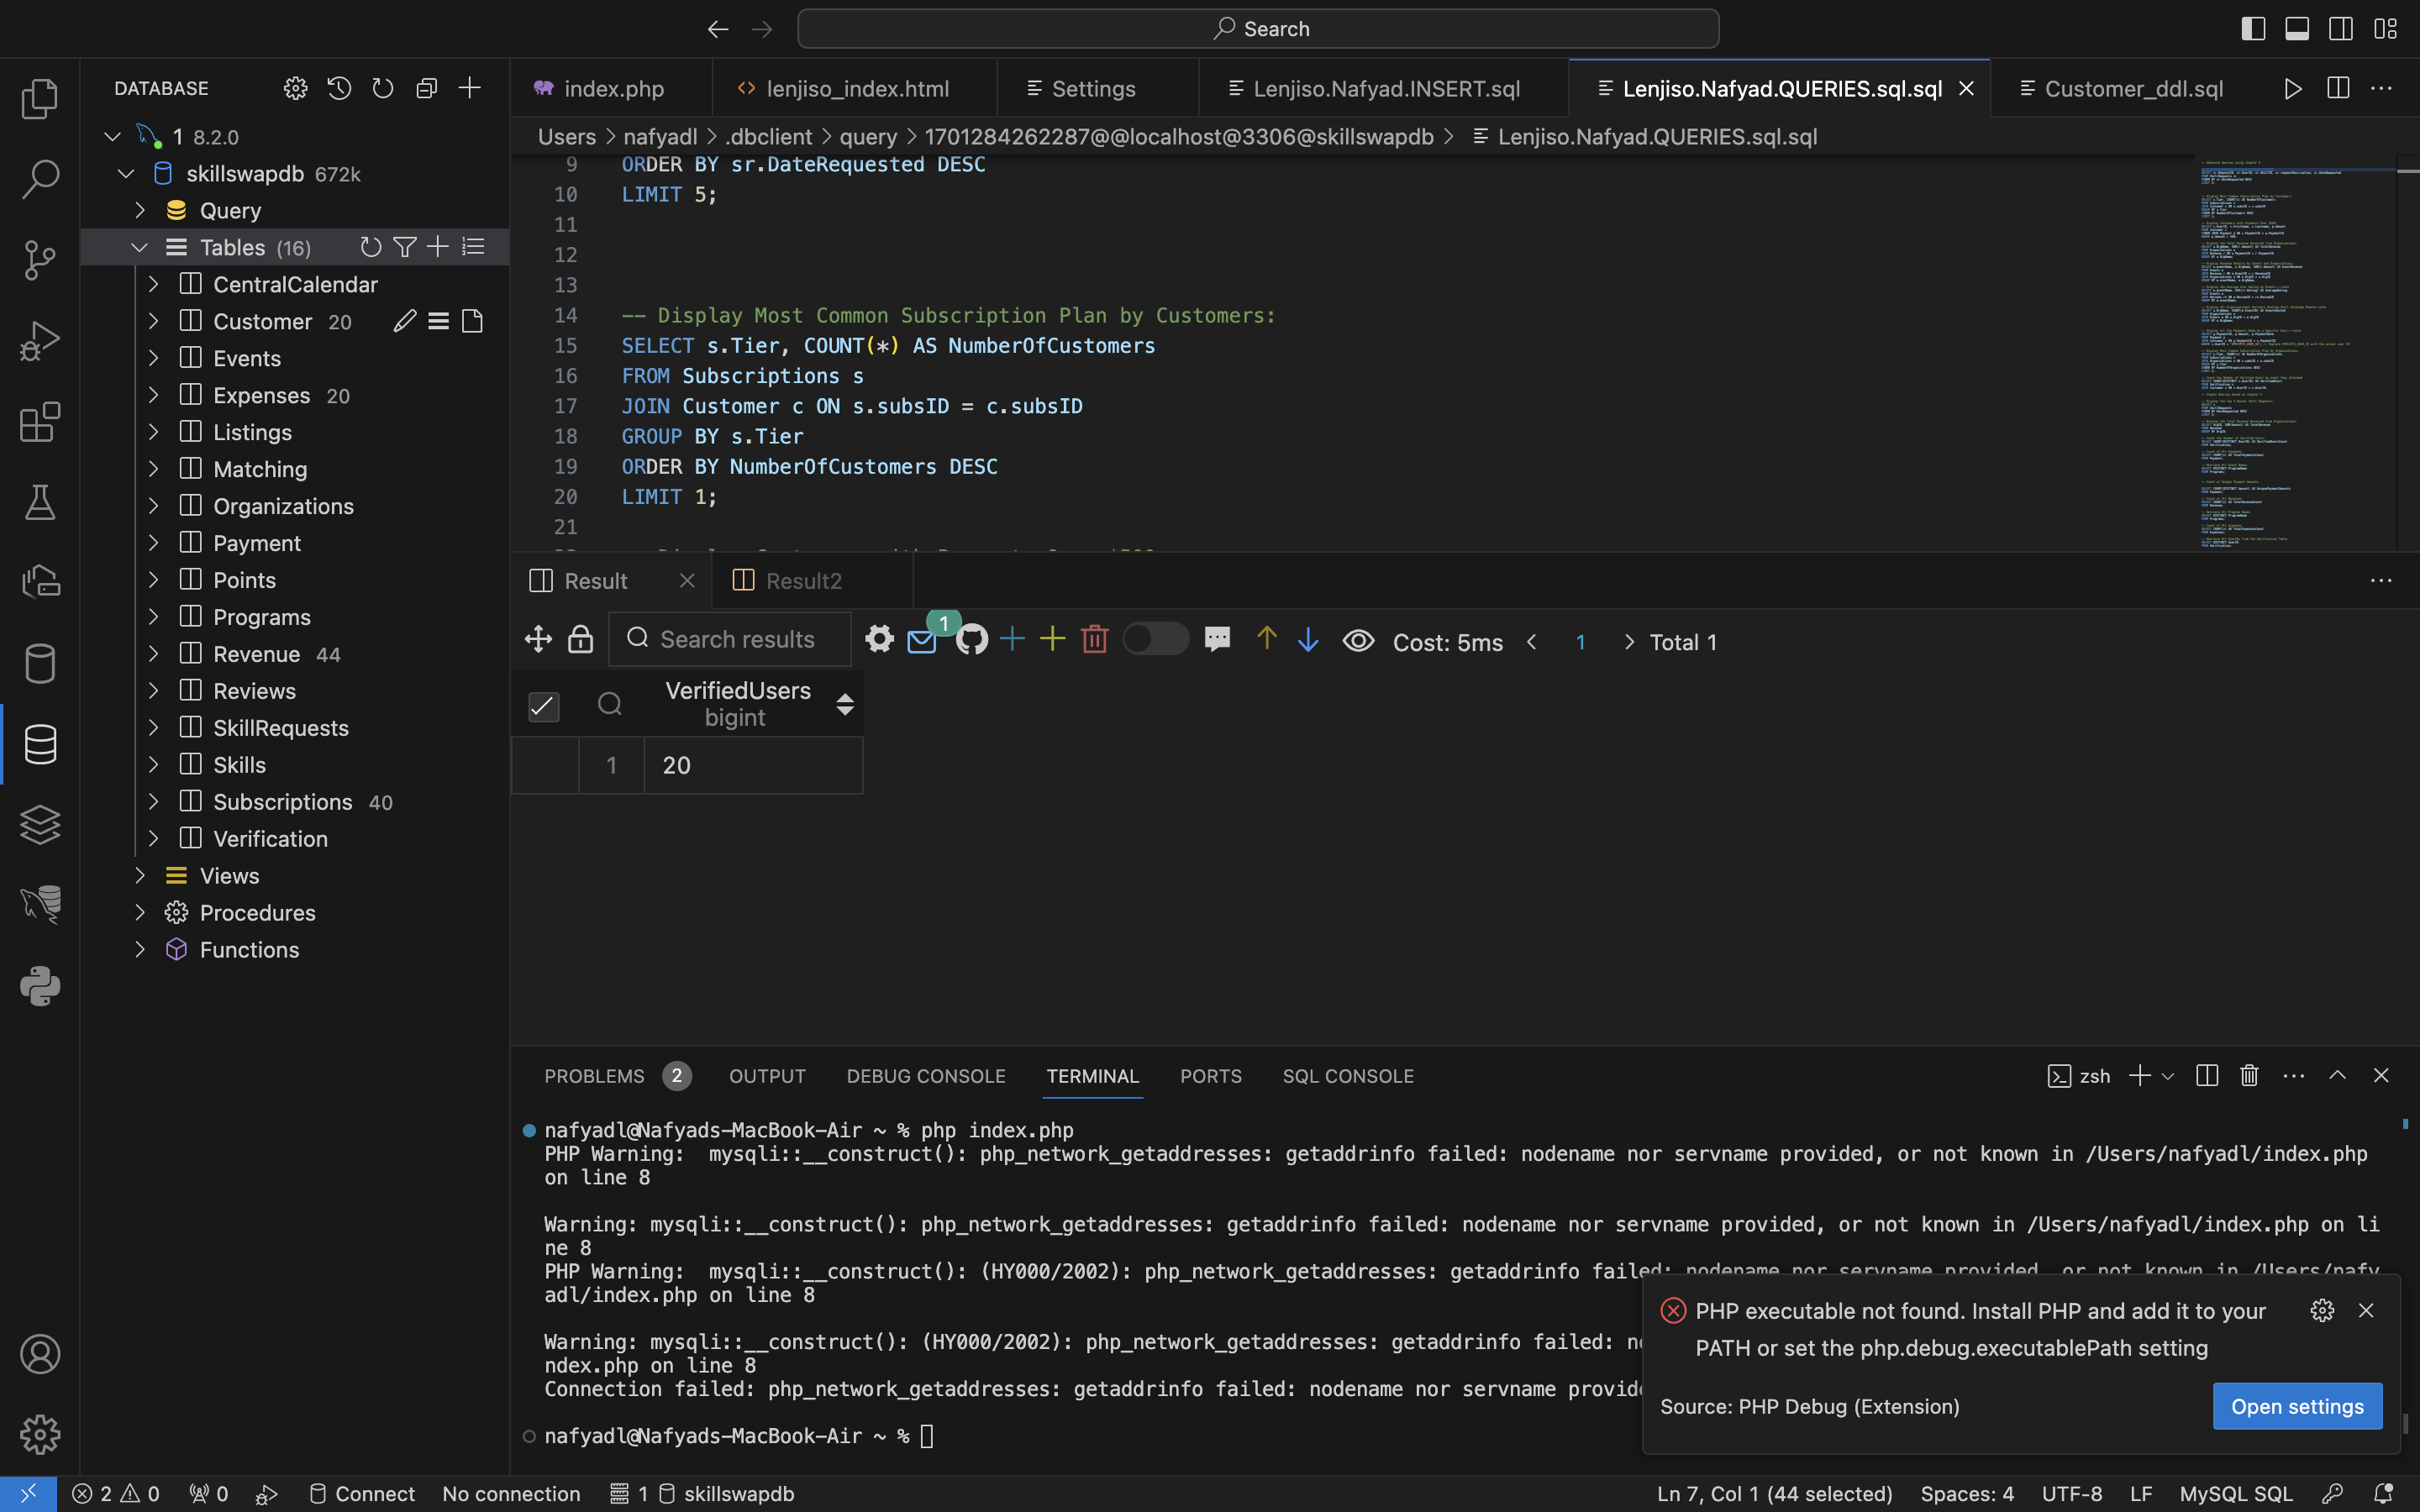 Search
DATABASE
index.php
lenjiso_index.html
Settings
Lenjiso.Nafyad.INSERT.sql
Lenjiso.Nafyad.QUERIES.sql.sql
Customer_ddl.sql
Users > nafyadl > .dbclient > query > 1701284262287@@localhost@3306@skillswapdb > Lenjiso.Nafyad.QUERIES.sql.sql
1 8.2.0
skillswapdb 672k
Query
Tables (16)
CentralCalendar
Customer 20
Events
Expenses 20
Listings
Matching
Organizations
Payment
Points
Programs
Revenue 44
Reviews
SkillRequests
Skills
Subscriptions 40
Verification
Views
Procedures
Functions
9 ORDER BY sr.DateRequested DESC
10 LIMIT 5;
11
12
13
14 -- Display Most Common Subscription Plan by Customers:
15 SELECT s.Tier, COUNT(*) AS NumberOfCustomers
16 FROM Subscriptions s
17 JOIN Customer c ON s.subsID = c.subsID
18 GROUP BY s.Tier
19 ORDER BY NumberOfCustomers DESC
20 LIMIT 1;
21
Result
Result2
Search results
1
Cost: 5ms < 1 > Total 1
VerifiedUsers
bigint
1 20
PROBLEMS 2 OUTPUT DEBUG CONSOLE TERMINAL PORTS SQL CONSOLE
zsh
nafyadl@Nafyads-MacBook-Air ~ % php index.php
PHP Warning:  mysqli::__construct(): php_network_getaddresses: getaddrinfo failed: nodename nor servname provided, or not known in /Users/nafyadl/index.php
on line 8
Warning: mysqli::__construct(): php_network_getaddresses: getaddrinfo failed: nodename nor servname provided, or not known in /Users/nafyadl/index.php on li
ne 8
PHP Warning:  mysqli::__construct(): (HY000/2002): php_network_getaddresses: getaddrinfo failed: nodename nor servname provided, or not known in /Users/nafy
adl/index.php on line 8
Warning: mysqli::__construct(): (HY000/2002): php_network_getaddresses: getaddrinfo failed:
ndex.php on line 8
Connection failed: php_network_getaddresses: getaddrinfo failed: nodename nor servname
nafyadl@Nafyads-MacBook-Air ~ %
PHP executable not found. Install PHP and add it to your
PATH or set the php.debug.executablePath setting
Source: PHP Debug (Extension)
Open settings
2 0 0 Connect No connection 1 skillswapdb
Ln 7, Col 1 (44 selected) Spaces: 4 UTF-8 LF MySQL SQL